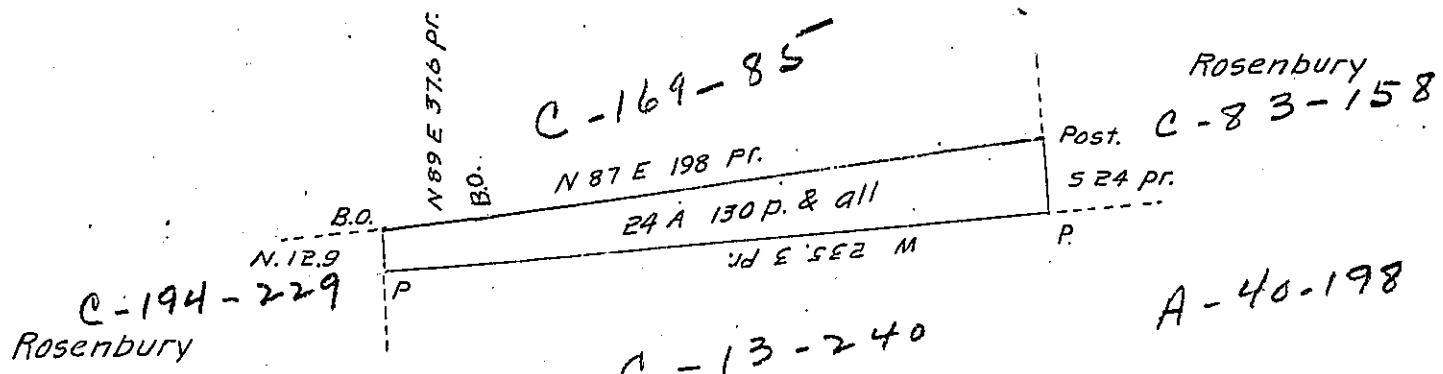 N 89 E 37.6 pr.
C-169-85
Rosenbury
C-83-158
Post.
B.O.
N 87 E 198 pr.
S 24 pr.
B.O.
24 A 130 p. & all
P.
N. 12.9
W 235.3 pr.
P
C-194-229
Rosenbury
A-40-198
C-13-240